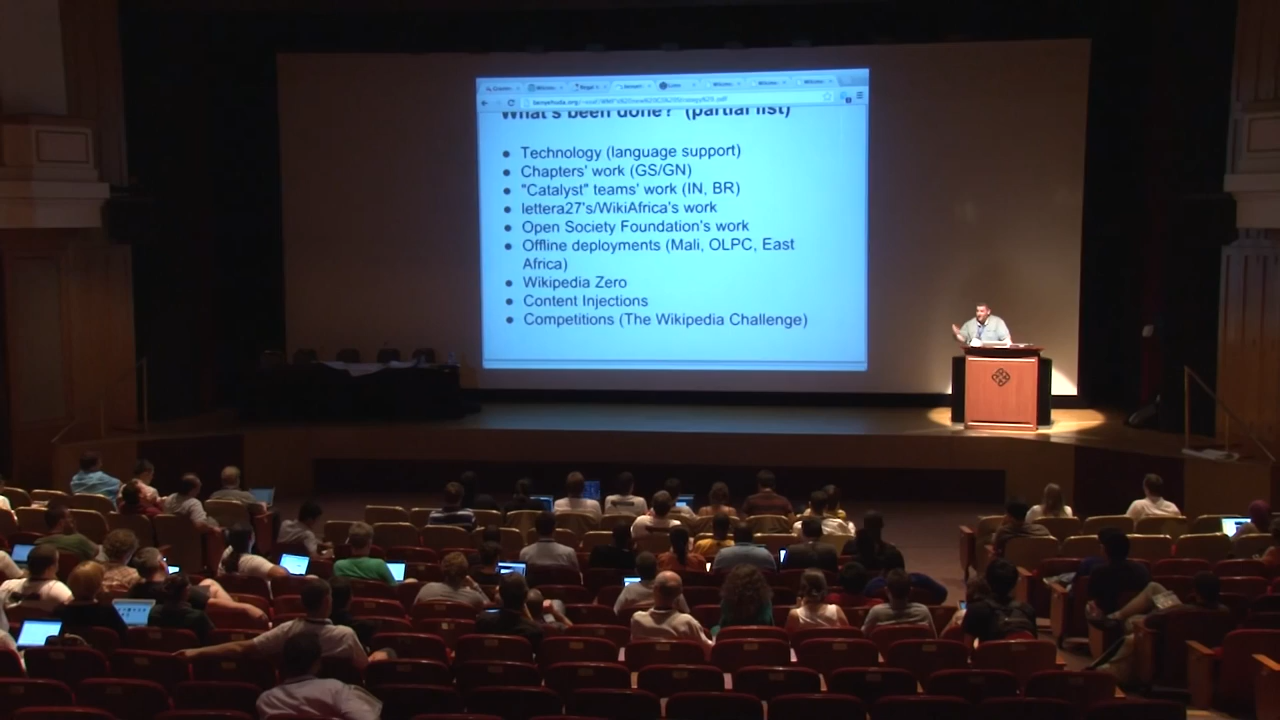 What's been done? (partial list)
● Technology (language support)
● Chapters' work (GS/GN)
● "Catalyst" teams' work (IN, BR)
● lettera27's/WikiAfrica's work
● Open Society Foundation's work
● Offline deployments (Mali, OLPC, East
Africa)
● Wikipedia Zero
● Content Injections
● Competitions (The Wikipedia Challenge)